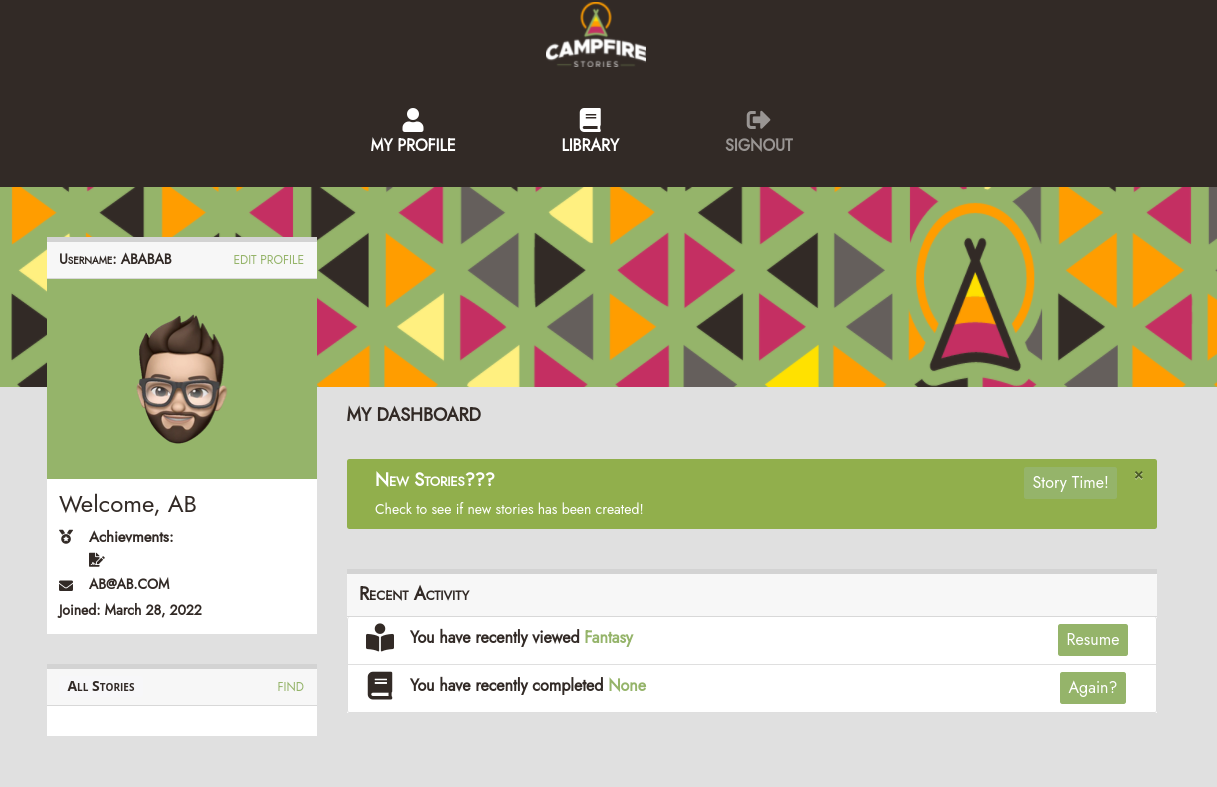 CAMPFIRE
STORIES
MY PROFILE
LIBRARY
SIGNOUT
Username: ABABAB
EDIT PROFILE
Welcome, AB
Achievments:
AB@AB.COM
Joined: March 28, 2022
All Stories
FIND
MY DASHBOARD
New Stories???
Story Time!
×
Check to see if new stories has been created!
Recent Activity
You have recently viewed Fantasy
Resume
You have recently completed None
Again?